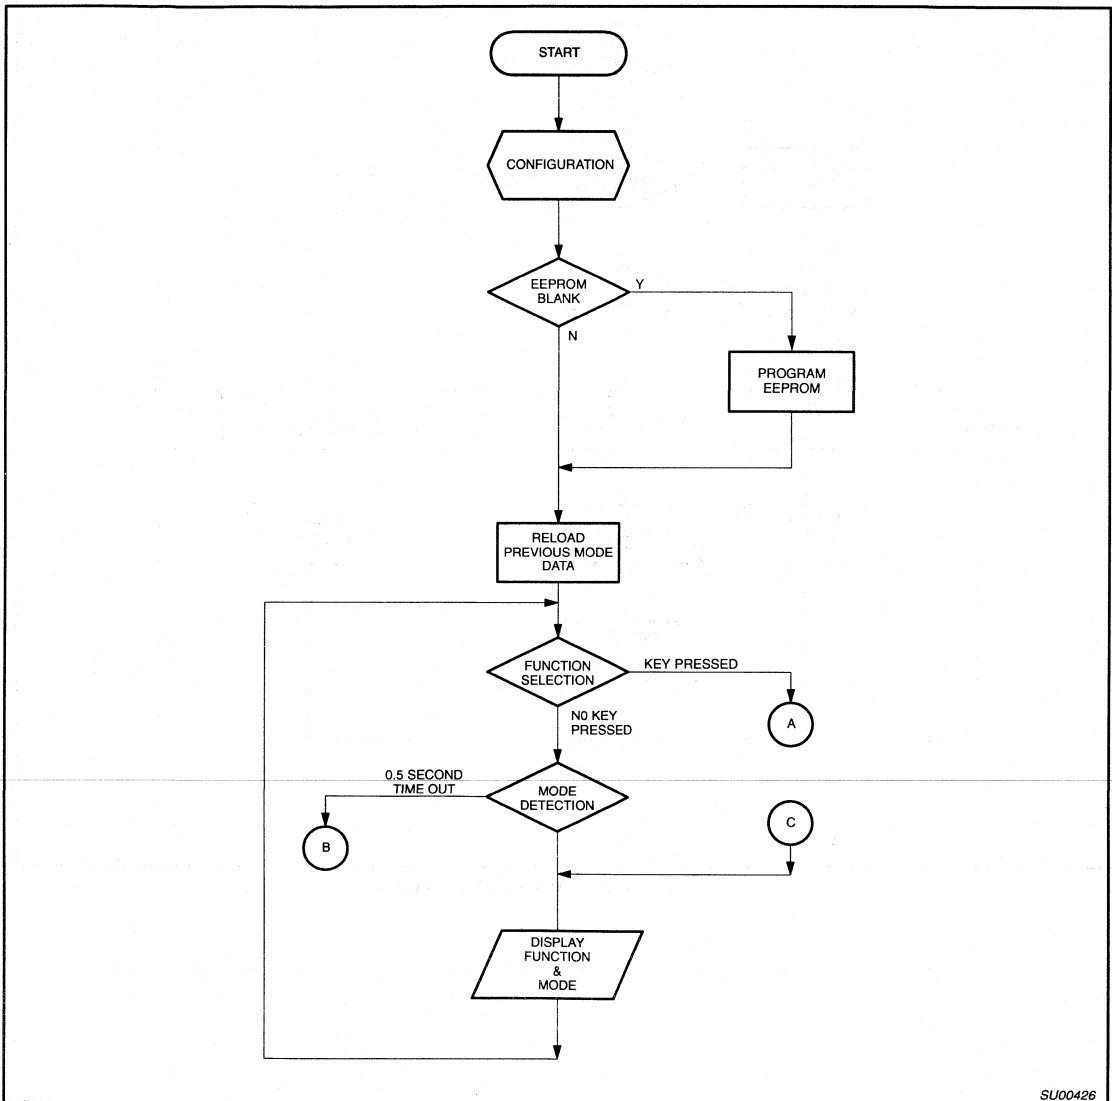 START
CONFIGURATION
EEPROM
BLANK
Y
N
PROGRAM
EEPROM
RELOAD
PREVIOUS MODE
DATA
FUNCTION
SELECTION
KEY PRESSED
A
N0 KEY
PRESSED
0.5 SECOND
TIME OUT
MODE
DETECTION
B
C
DISPLAY
FUNCTION
&
MODE
SU00426